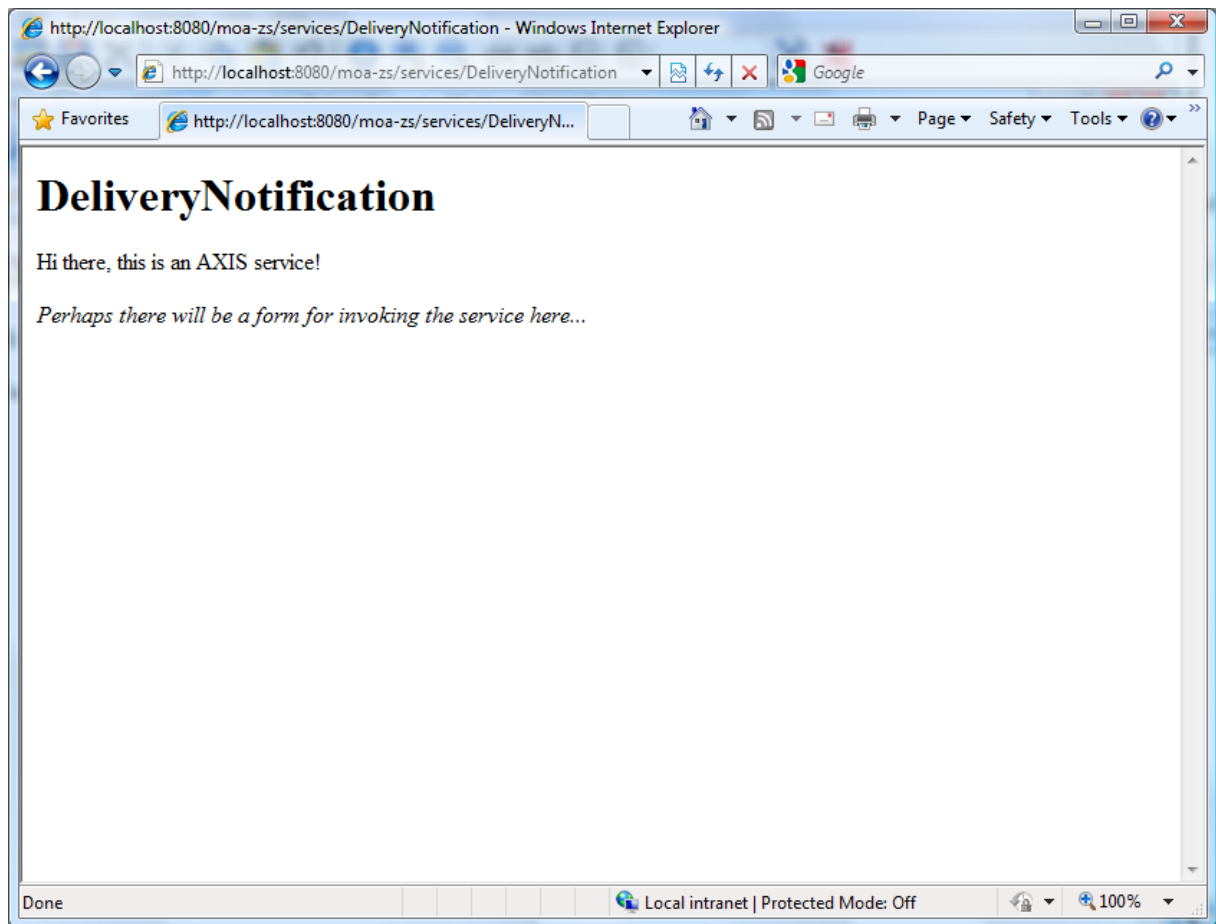 http://localhost:8080/moa-zs/services/DeliveryNotification - Windows Internet Explorer
http://localhost:8080/moa-zs/services/DeliveryNotification Google
Favorites http://localhost:8080/moa-zs/services/DeliveryN... Page Safety Tools
DeliveryNotification
Hi there, this is an AXIS service!
Perhaps there will be a form for invoking the service here...
Done Local intranet | Protected Mode: Off 100%